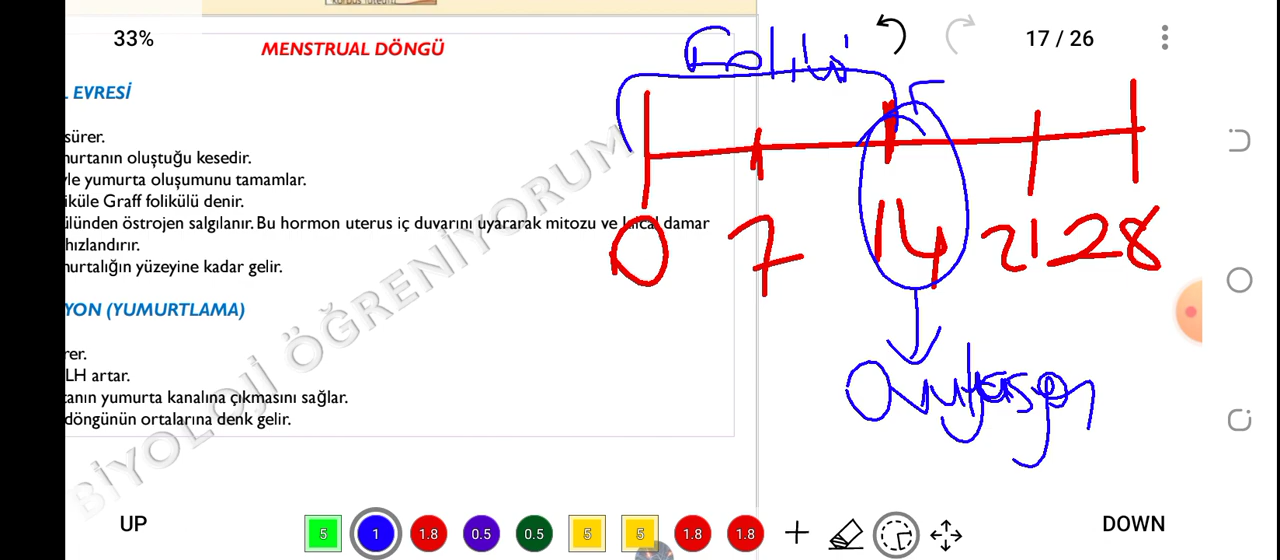 korpus luteum
33%
17 / 26
MENSTRUAL DÖNGÜ
L EVRESİ
sürer.
murtanın oluştuğu kesedir.
yle yumurta oluşumunu tamamlar.
iküle Graff folikülü denir.
ülünden östrojen salgılanır. Bu hormon uterus iç duvarını uyararak mitozu ve damar
hızlandırır.
murtalığın yüzeyine kadar gelir.
YON (YUMURTLAMA)
rer.
LH artar.
tanın yumurta kanalına çıkmasını sağlar.
döngünün ortalarına denk gelir.
BİYOLOJİ ÖĞRENİYORUM
0 7 14 21 28
Ovulasyon
UP
5 1 1.8 0.5 0.5 5 5 1.8 1.8
DOWN